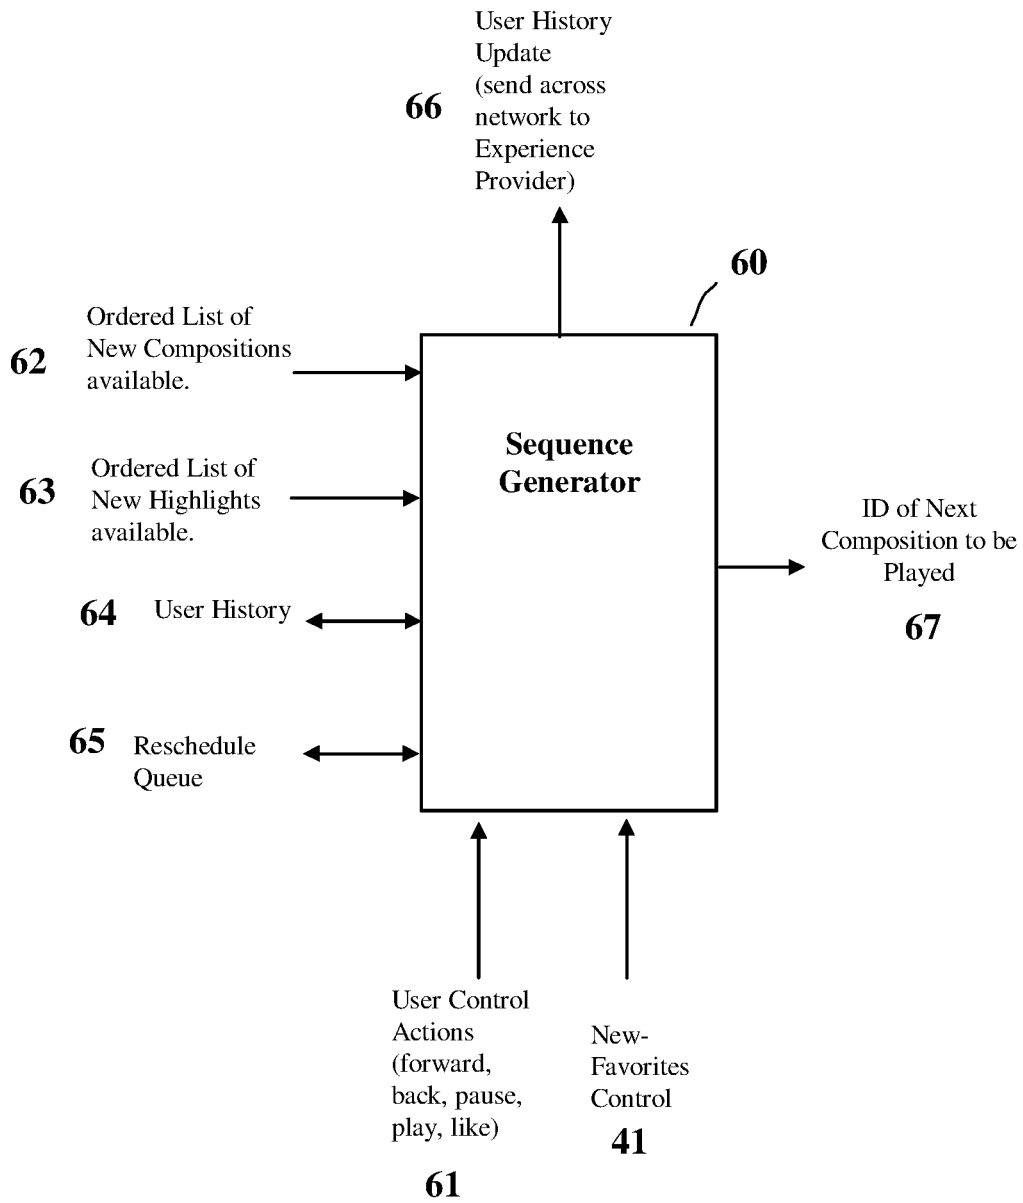 User History
Update
(send across
network to
Experience
Provider)
66
60
Ordered List of
New Compositions
available.
62
Sequence
Generator
Ordered List of
New Highlights
available.
63
ID of Next
Composition to be
Played
67
64
User History
65
Reschedule
Queue
User Control
Actions
(forward,
back, pause,
play, like)
61
New-
Favorites
Control
41